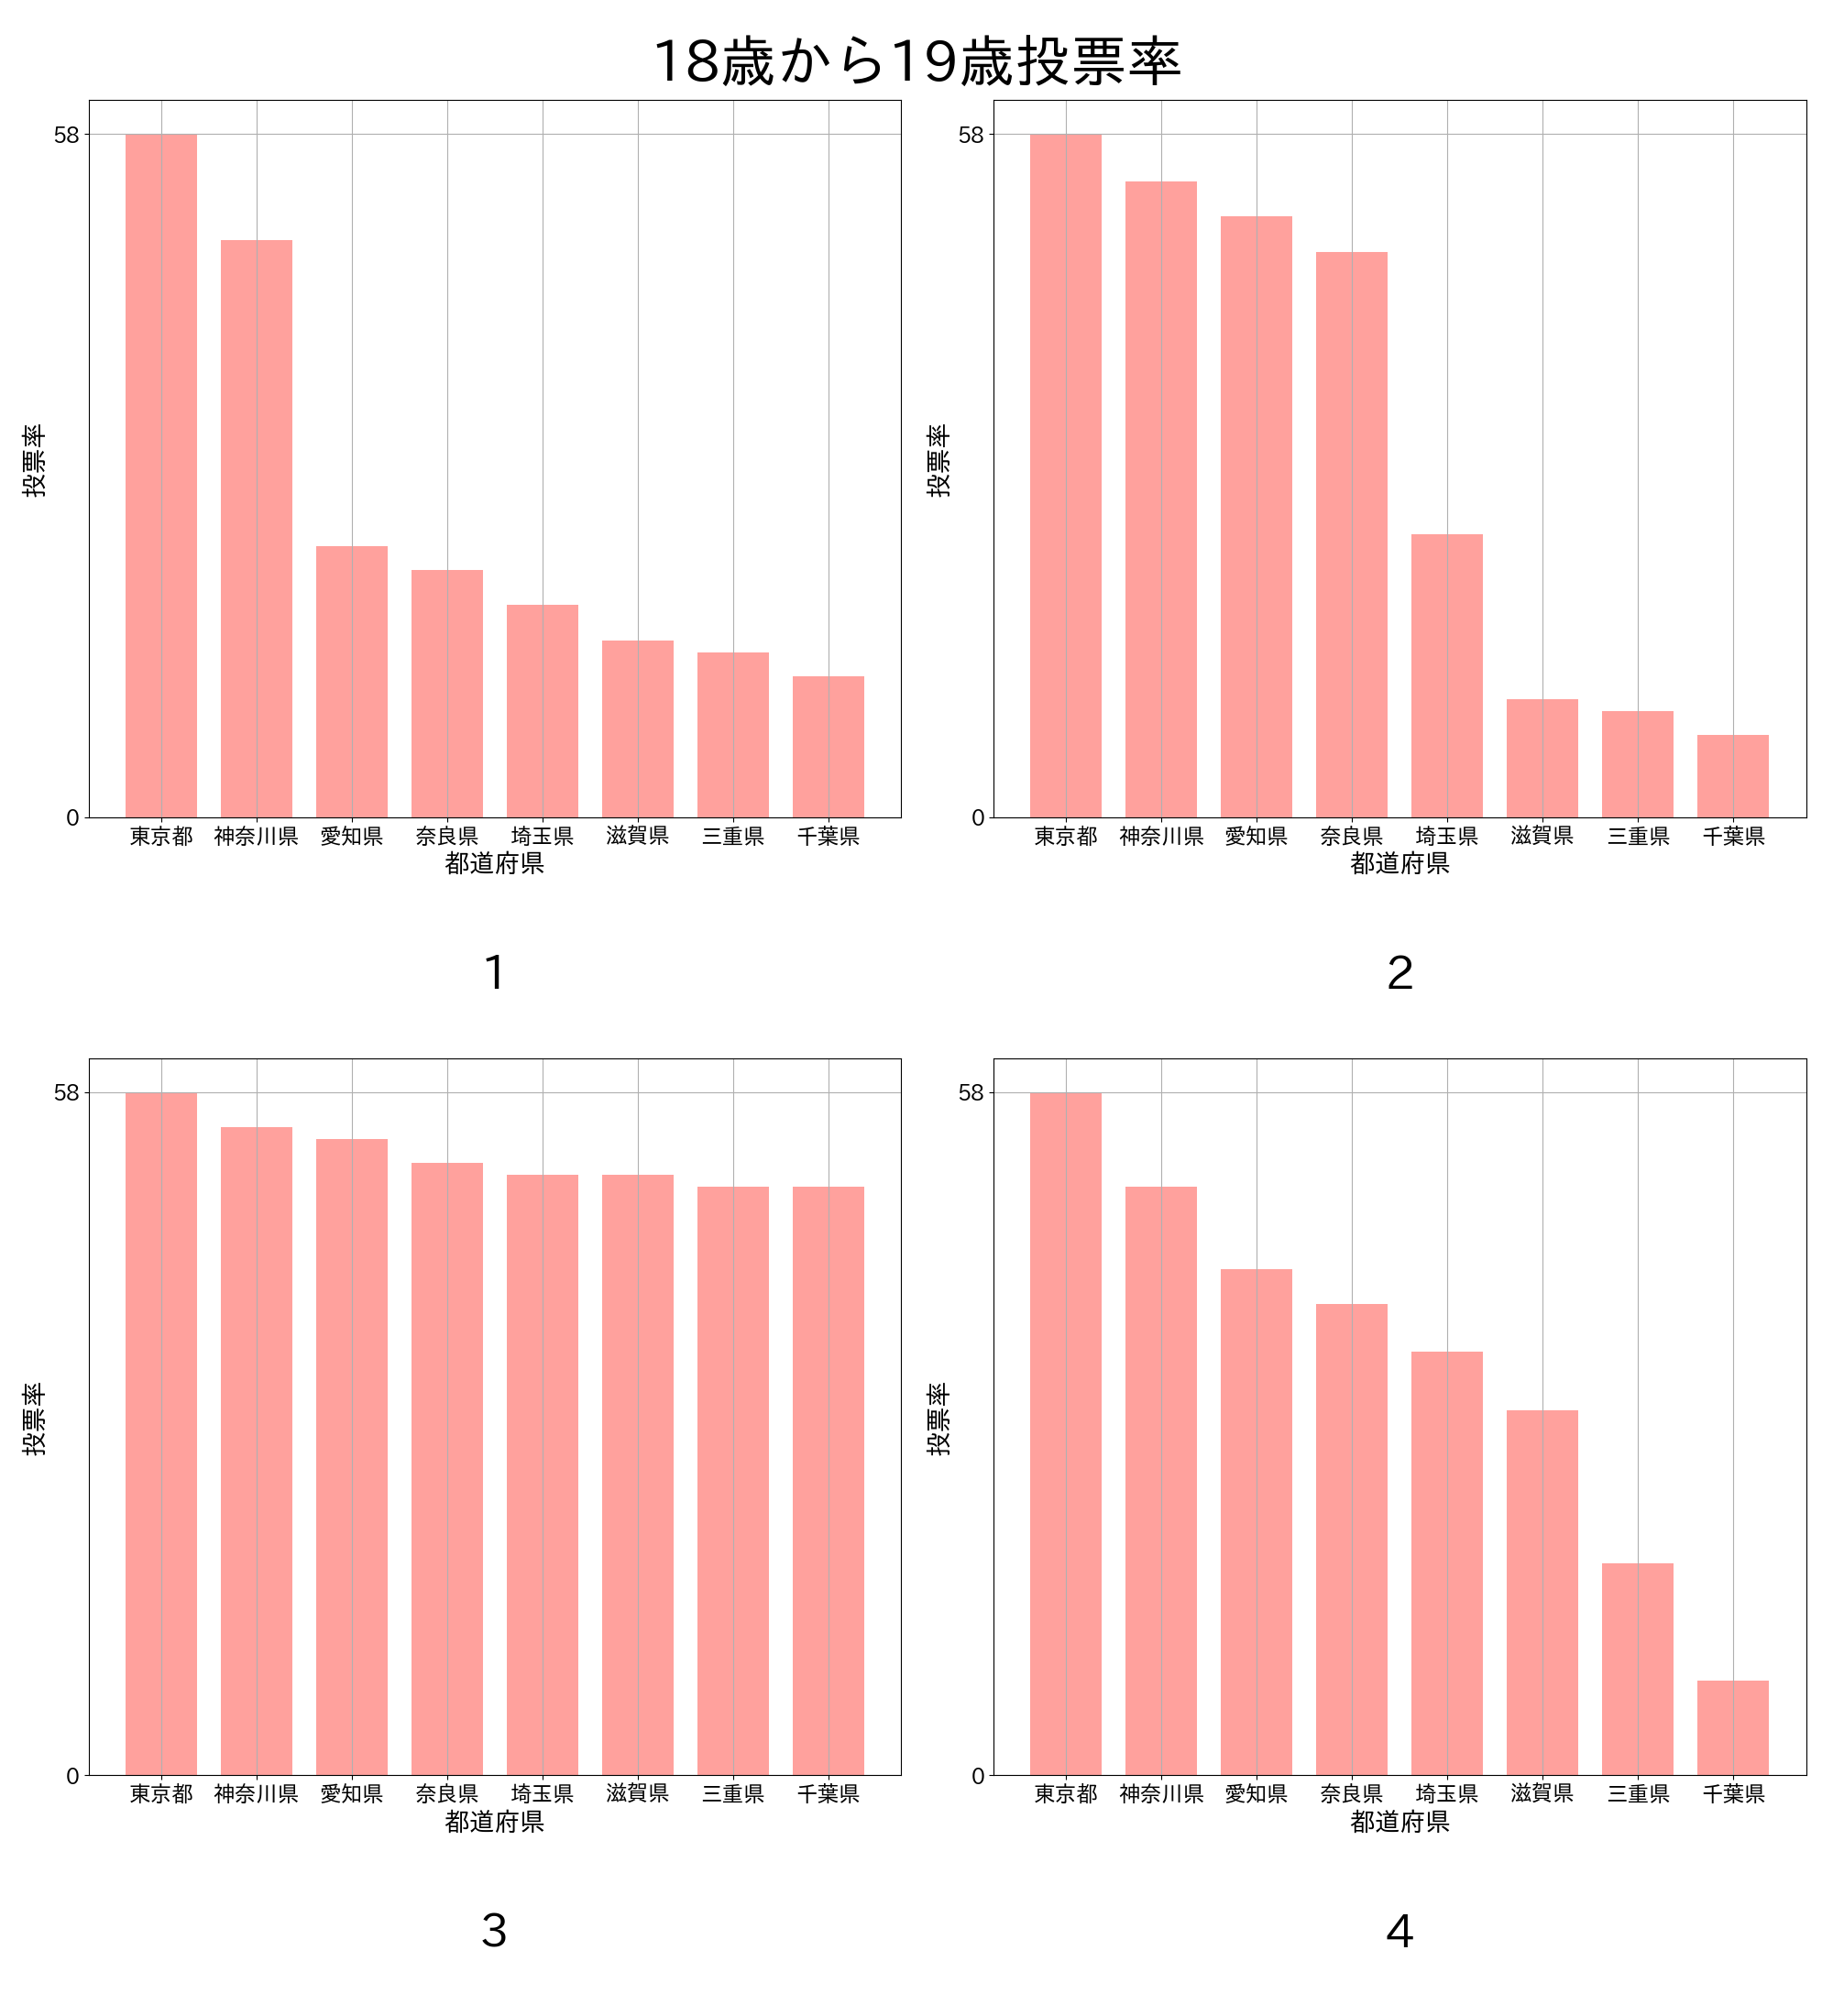 18歳から19歳投票率
58
投票率
0
東京都 神奈川県 愛知県 奈良県 埼玉県 滋賀県 三重県 千葉県
都道府県
1
58
投票率
0
東京都 神奈川県 愛知県 奈良県 埼玉県 滋賀県 三重県 千葉県
都道府県
2
58
投票率
0
東京都 神奈川県 愛知県 奈良県 埼玉県 滋賀県 三重県 千葉県
都道府県
3
58
投票率
0
東京都 神奈川県 愛知県 奈良県 埼玉県 滋賀県 三重県 千葉県
都道府県
4